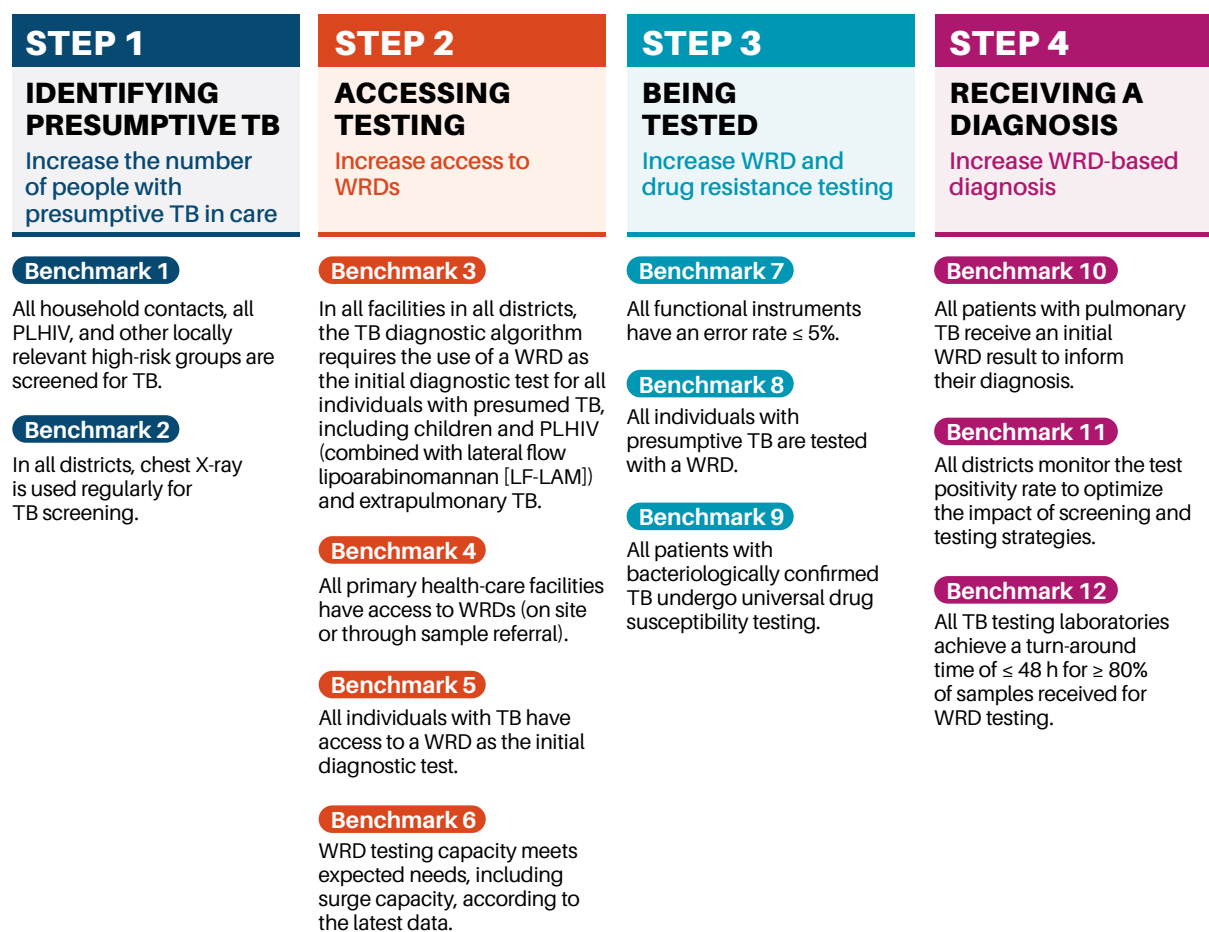 STEP 1
IDENTIFYING
PRESUMPTIVE TB
Increase the number
of people with
presumptive TB in care
Benchmark 1
All household contacts, all
PLHIV, and other locally
relevant high-risk groups are
screened for TB.
Benchmark 2
In all districts, chest X-ray
is used regularly for
TB screening.
STEP 2
ACCESSING
TESTING
Increase access to
WRDs
Benchmark 3
In all facilities in all districts,
the TB diagnostic algorithm
requires the use of a WRD as
the initial diagnostic test for all
individuals with presumed TB,
including children and PLHIV
(combined with lateral flow
lipoarabinomannan [LF-LAM])
and extrapulmonary TB.
Benchmark 4
All primary health-care facilities
have access to WRDs (on site
or through sample referral).
Benchmark 5
All individuals with TB have
access to a WRD as the initial
diagnostic test.
Benchmark 6
WRD testing capacity meets
expected needs, including
surge capacity, according to
the latest data.
STEP 3
BEING
TESTED
Increase WRD and
drug resistance testing
Benchmark 7
All functional instruments
have an error rate ≤ 5%.
Benchmark 8
All individuals with
presumptive TB are tested
with a WRD.
Benchmark 9
All patients with
bacteriologically confirmed
TB undergo universal drug
susceptibility testing.
STEP 4
RECEIVING A
DIAGNOSIS
Increase WRD-based
diagnosis
Benchmark 10
All patients with pulmonary
TB receive an initial
WRD result to inform
their diagnosis.
Benchmark 11
All districts monitor the test
positivity rate to optimize
the impact of screening and
testing strategies.
Benchmark 12
All TB testing laboratories
achieve a turn-around
time of ≤ 48 h for ≥ 80%
of samples received for
WRD testing.